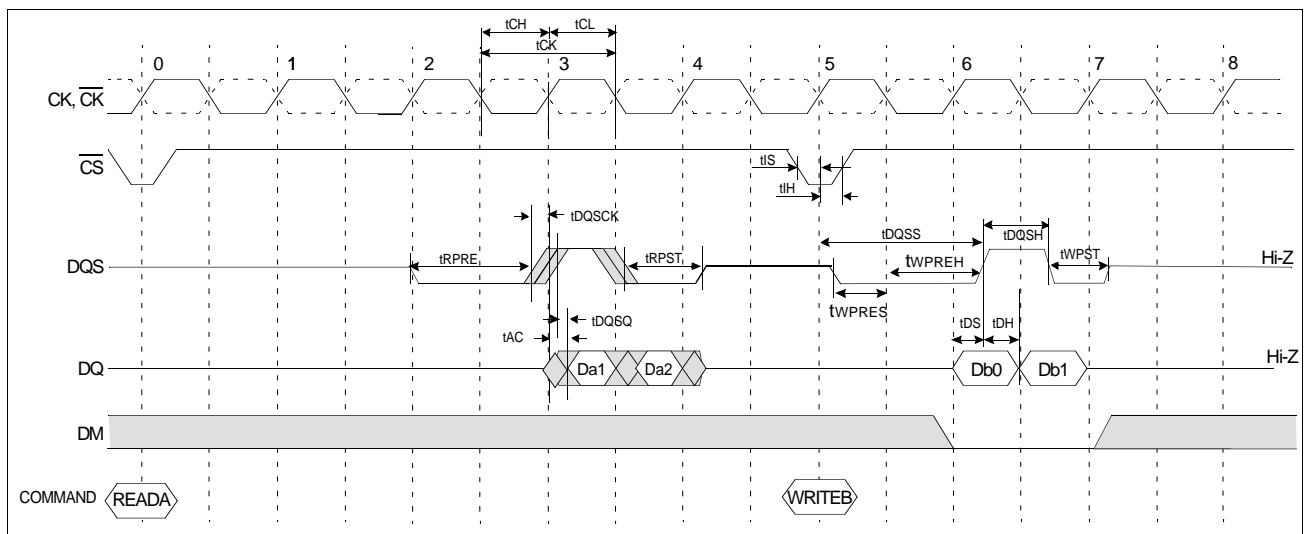 tCH tCL
tCK
0 1 2 3 4 5 6 7 8
CK, CK
CS
tIS
tIH
tDQSCK
tDQSS tDQSH
DQS tRPRE tRPST tWPREH tWPST Hi-Z
tWPRES
tDQSQ
tAC tDS tDH
DQ Da1 Da2 Db0 Db1 Hi-Z
DM
COMMAND READA WRITEB